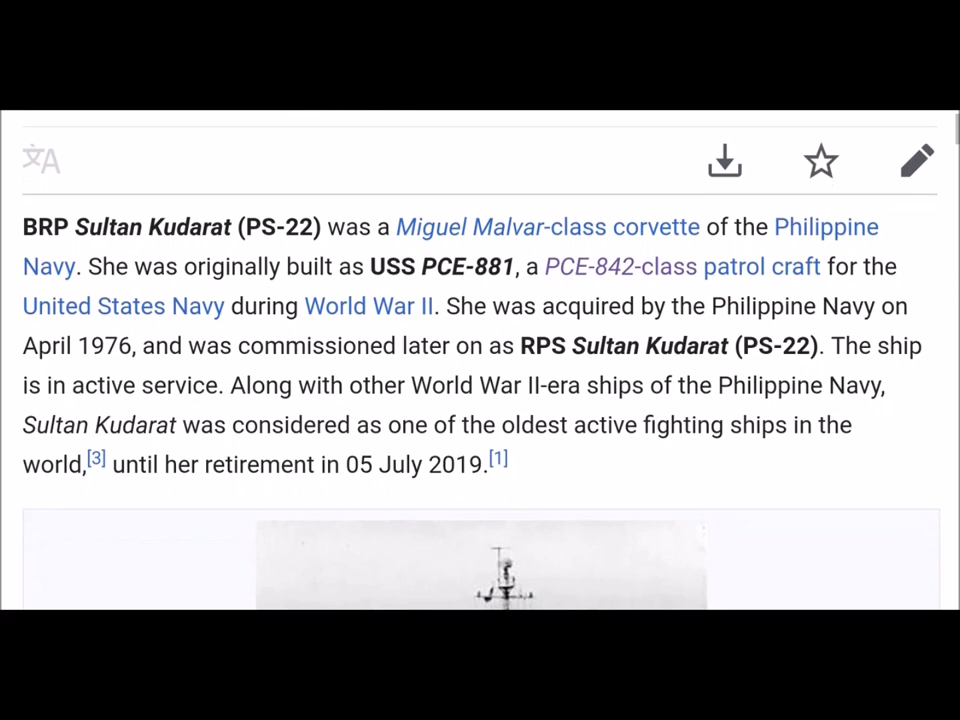 BRP Sultan Kudarat (PS-22) was a Miguel Malvar-class corvette of the Philippine
Navy. She was originally built as USS PCE-881, a PCE-842-class patrol craft for the
United States Navy during World War II. She was acquired by the Philippine Navy on
April 1976, and was commissioned later on as RPS Sultan Kudarat (PS-22). The ship
is in active service. Along with other World War II-era ships of the Philippine Navy,
Sultan Kudarat was considered as one of the oldest active fighting ships in the
world,[3] until her retirement in 05 July 2019.[1]